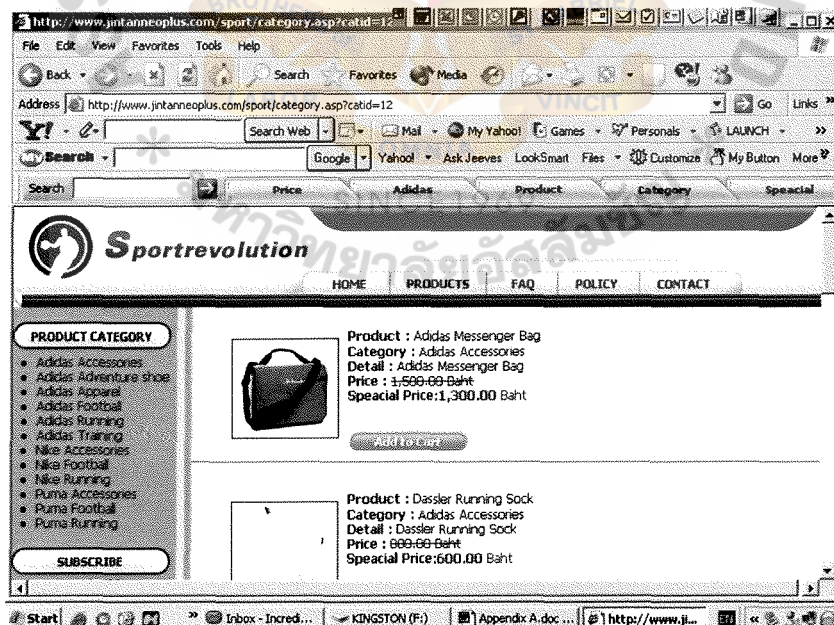 http://www.jintanneoplus.com/sport/category.asp?catid=12
File Edit View Favorites Tools Help
Back Search Favorites Media
Address http://www.jintanneoplus.com/sport/category.asp?catid=12 Go Links
Y! Search Web Mail My Yahoo! Games Personals LAUNCH
Search Google Yahoo! Ask Jeeves LookSmart Files Customize My Button More
Search Price Adidas Product Category Speacial
VINCIT
OMNIA
SINCE 1969
Sportrevolution
HOME PRODUCTS FAQ POLICY CONTACT
PRODUCT CATEGORY
Adidas Accessories
Adidas Adventure shoe
Adidas Apparel
Adidas Football
Adidas Running
Adidas Training
Nike Accessories
Nike Football
Nike Running
Puma Accessories
Puma Football
Puma Running
SUBSCRIBE
Product : Adidas Messenger Bag
Category : Adidas Accessories
Detail : Adidas Messenger Bag
Price : 1,500.00 Baht
Speacial Price:1,300.00 Baht
Add to Cart
Product : Dassler Running Sock
Category : Adidas Accessories
Detail : Dassler Running Sock
Price : 800.00 Baht
Speacial Price:600.00 Baht
Start Inbox - Incred... KINGSTON (F:) Appendix A.doc ... http://www.ji...